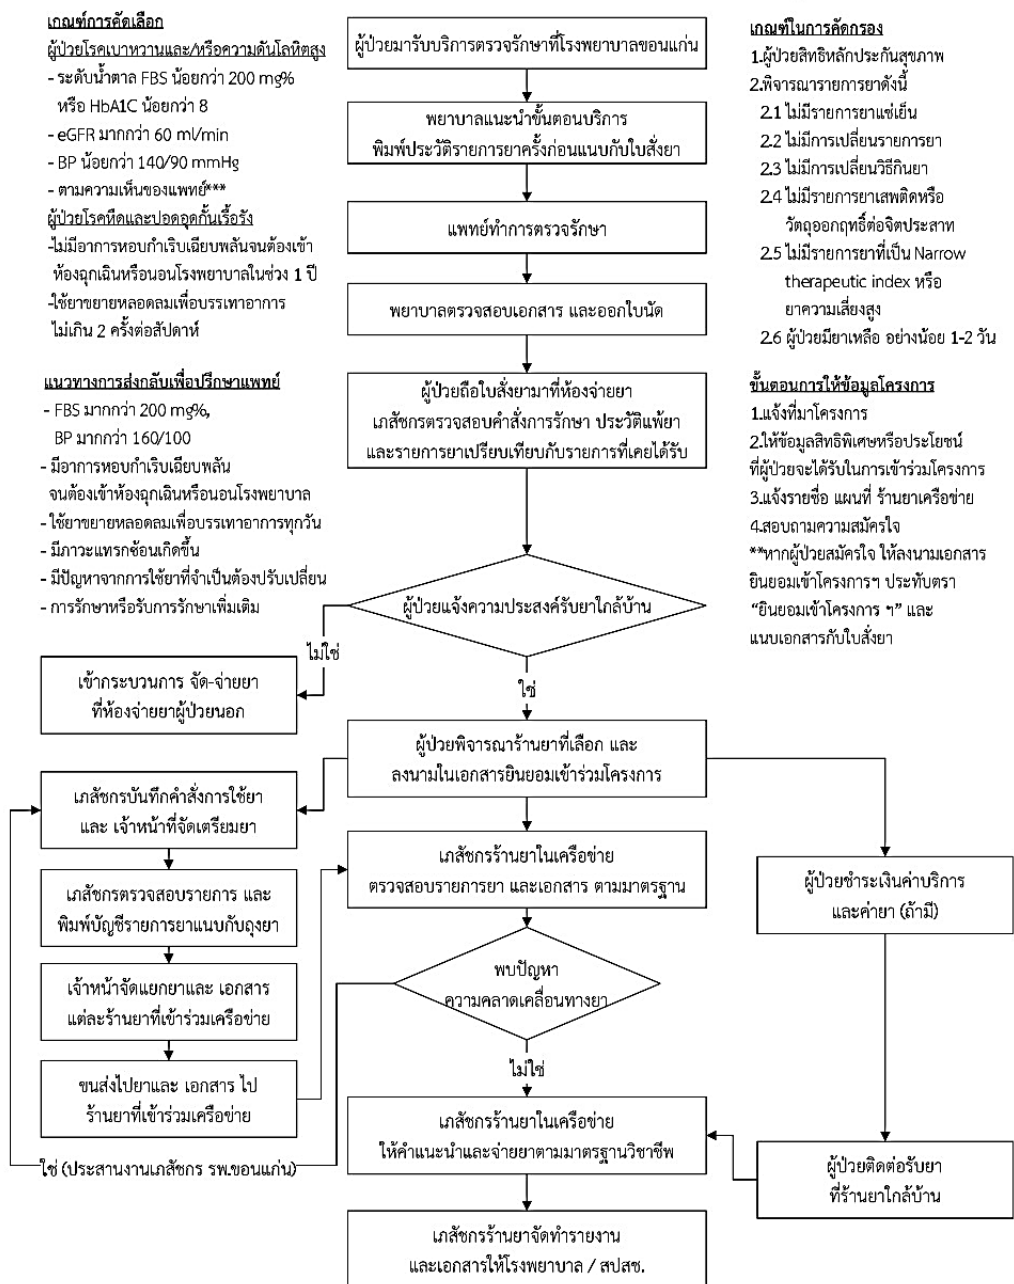 เกณฑ์การคัดเลือก
ผู้ป่วยโรคเบาหวานและ/หรือความดันโลหิตสูง
- ระดับน้ำตาล FBS น้อยกว่า 200 mg%
หรือ HbA1C น้อยกว่า 8
- eGFR มากกว่า 60 ml/min
- BP น้อยกว่า 140/90 mmHg
- ตามความเห็นของแพทย์***
ผู้ป่วยโรคหืดและปอดอุดกั้นเรื้อรัง
-ไม่มีอาการหอบกำเริบเฉียบพลันจนต้องเข้า
ห้องฉุกเฉินหรือนอนโรงพยาบาลในช่วง 1 ปี
-ใช้ยาขยายหลอดลมเพื่อบรรเทาอาการ
ไม่เกิน 2 ครั้งต่อสัปดาห์
แนวทางการส่งกลับเพื่อปรึกษาแพทย์
- FBS มากกว่า 200 mg%,
BP มากกว่า 160/100
- มีอาการหอบกำเริบเฉียบพลัน
จนต้องเข้าห้องฉุกเฉินหรือนอนโรงพยาบาล
- ใช้ยาขยายหลอดลมเพื่อบรรเทาอาการทุกวัน
- มีภาวะแทรกซ้อนเกิดขึ้น
- มีปัญหาจากการใช้ยาที่จำเป็นต้องปรับเปลี่ยน
- การรักษาหรือรับการรักษาเพิ่มเติม
ผู้ป่วยมารับบริการตรวจรักษาที่โรงพยาบาลขอนแก่น
พยาบาลแนะนำขั้นตอนบริการ
พิมพ์ประวัติรายการยาครั้งก่อนแนบกับใบสั่งยา
แพทย์ทำการตรวจรักษา
พยาบาลตรวจสอบเอกสาร และออกใบนัด
ผู้ป่วยถือใบสั่งยามาที่ห้องจ่ายยา
เภสัชกรตรวจสอบคำสั่งการรักษา ประวัติแพ้ยา
และรายการยาเปรียบเทียบกับรายการที่เคยได้รับ
ผู้ป่วยแจ้งความประสงค์รับยาใกล้บ้าน
ไม่ใช่
ใช่
เกณฑ์ในการคัดกรอง
1.ผู้ป่วยสิทธิหลักประกันสุขภาพ
2.พิจารณารายการยาดังนี้
2.1 ไม่มีรายการยาแช่เย็น
2.2 ไม่มีการเปลี่ยนรายการยา
2.3 ไม่มีการเปลี่ยนวิธีกินยา
2.4 ไม่มีรายการยาเสพติดหรือ
วัตถุออกฤทธิ์ต่อจิตประสาท
2.5 ไม่มีรายการยาที่เป็น Narrow
therapeutic index หรือ
ยาความเสี่ยงสูง
2.6 ผู้ป่วยมียาเหลือ อย่างน้อย 1-2 วัน
ขั้นตอนการให้ข้อมูลโครงการ
1.แจ้งที่มาโครงการ
2.ให้ข้อมูลสิทธิพิเศษหรือประโยชน์
ที่ผู้ป่วยจะได้รับในการเข้าร่วมโครงการ
3.แจ้งรายชื่อ แผนที่ ร้านยาเครือข่าย
4.สอบถามความสมัครใจ
**หากผู้ป่วยสมัครใจ ให้ลงนามเอกสาร
ยินยอมเข้าโครงการฯ ประทับตรา
“ยินยอมเข้าโครงการ ฯ” และ
แนบเอกสารกับใบสั่งยา
เข้ากระบวนการ จัด-จ่ายยา
ที่ห้องจ่ายยาผู้ป่วยนอก
ผู้ป่วยพิจารณาร้านยาที่เลือก และ
ลงนามในเอกสารยินยอมเข้าร่วมโครงการ
เภสัชกรบันทึกคำสั่งการใช้ยา
และ เจ้าหน้าที่จัดเตรียมยา
เภสัชกรตรวจสอบรายการ และ
พิมพ์บัญชีรายการยาแนบกับถุงยา
เจ้าหน้าจัดแยกยาและ เอกสาร
แต่ละร้านยาที่เข้าร่วมเครือข่าย
ขนส่งไปยาและ เอกสาร ไป
ร้านยาที่เข้าร่วมเครือข่าย
ใช่ (ประสานงานเภสัชกร รพ.ขอนแก่น)
เภสัชกรร้านยาในเครือข่าย
ตรวจสอบรายการยา และเอกสาร ตามมาตรฐาน
พบปัญหา
ความคลาดเคลื่อนทางยา
ไม่ใช่
เภสัชกรร้านยาในเครือข่าย
ให้คำแนะนำและจ่ายยาตามมาตรฐานวิชาชีพ
เภสัชกรร้านยาจัดทำรายงาน
และเอกสารให้โรงพยาบาล / สปสช.
ผู้ป่วยชำระเงินค่าบริการ
และค่ายา (ถ้ามี)
ผู้ป่วยติดต่อรับยา
ที่ร้านยาใกล้บ้าน